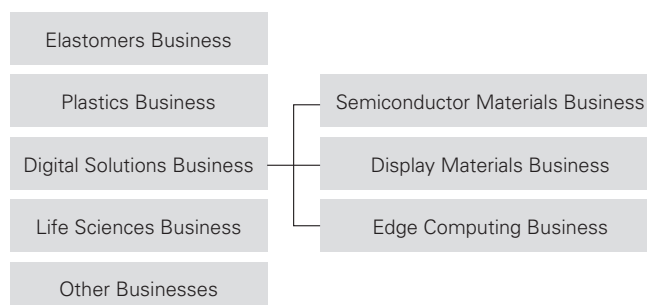 Elastomers Business
Plastics Business
Digital Solutions Business
Life Sciences Business
Other Businesses
Semiconductor Materials Business
Display Materials Business
Edge Computing Business